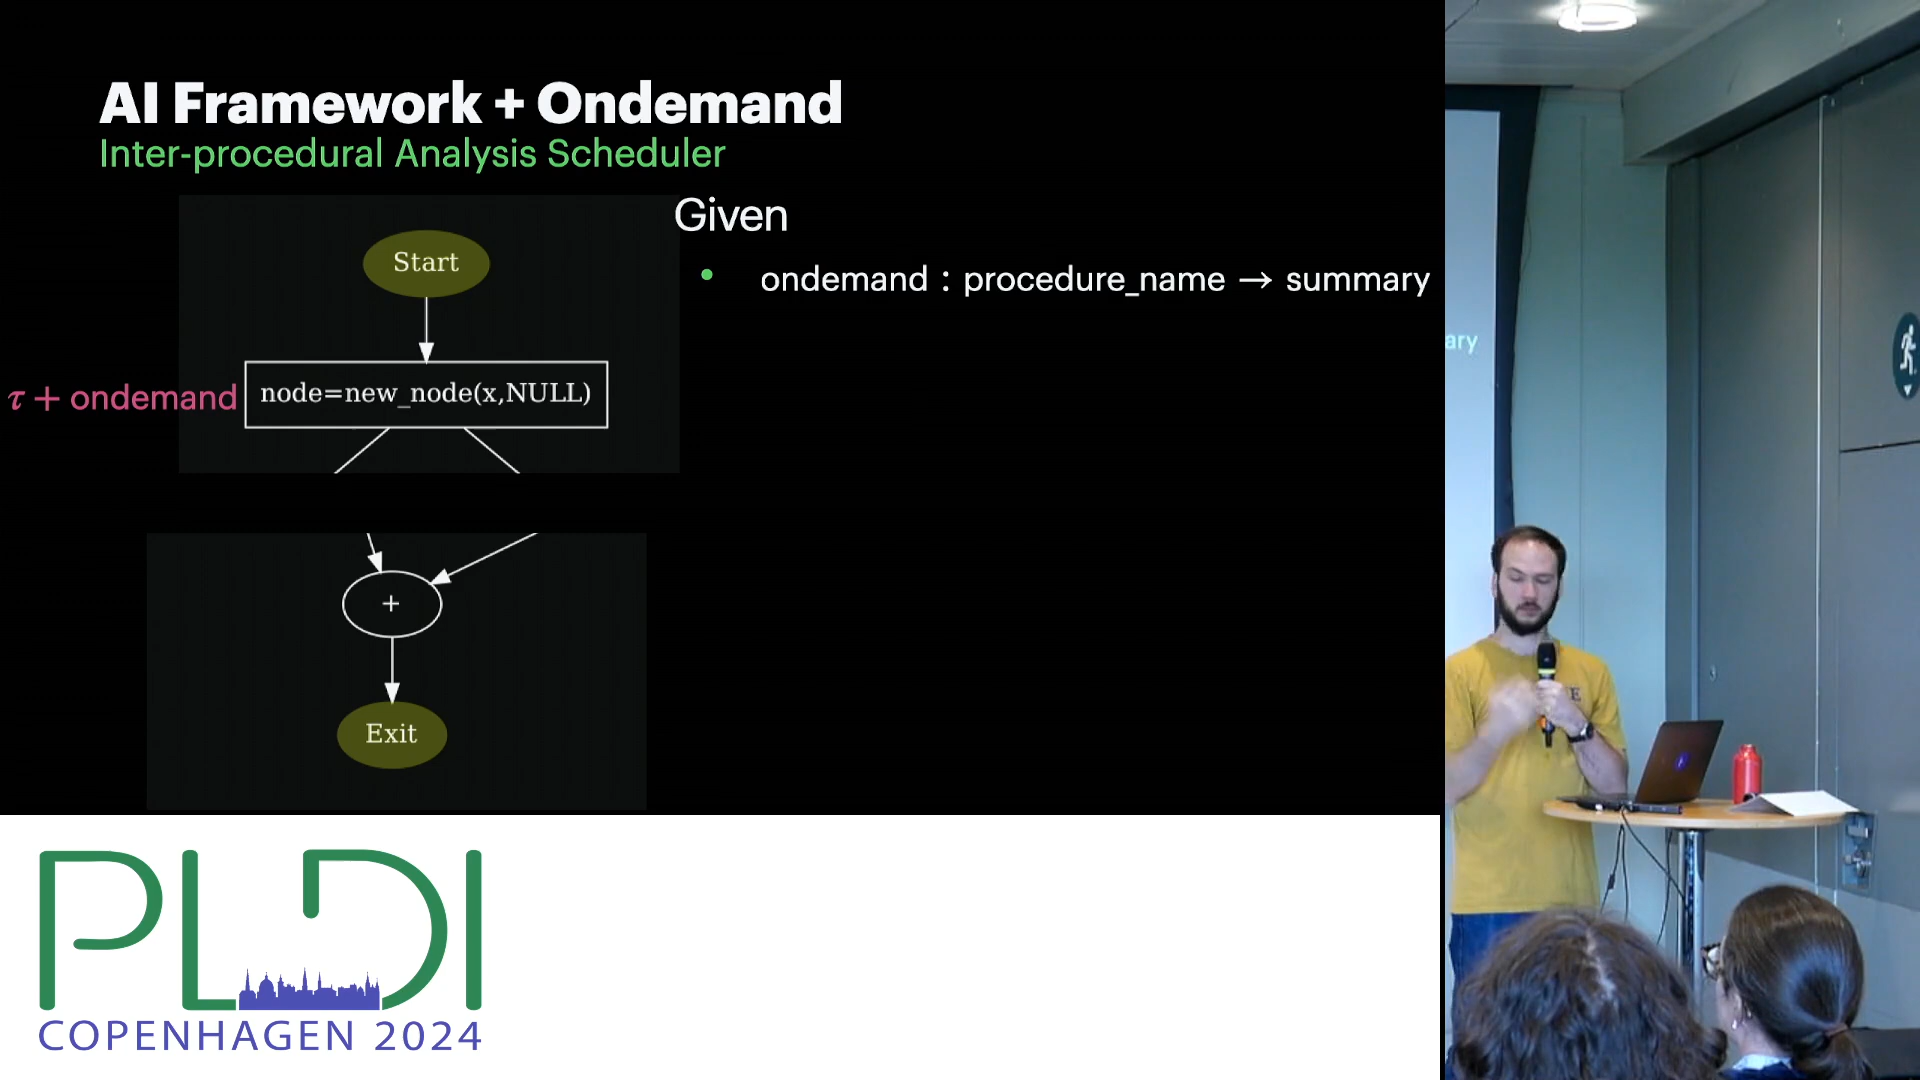 AI Framework + Ondemand
Inter-procedural Analysis Scheduler
Given
• ondemand : procedure_name → summary
Start
τ + ondemand
node=new_node(x,NULL)
+
Exit
PLDI
COPENHAGEN 2024
ary
E